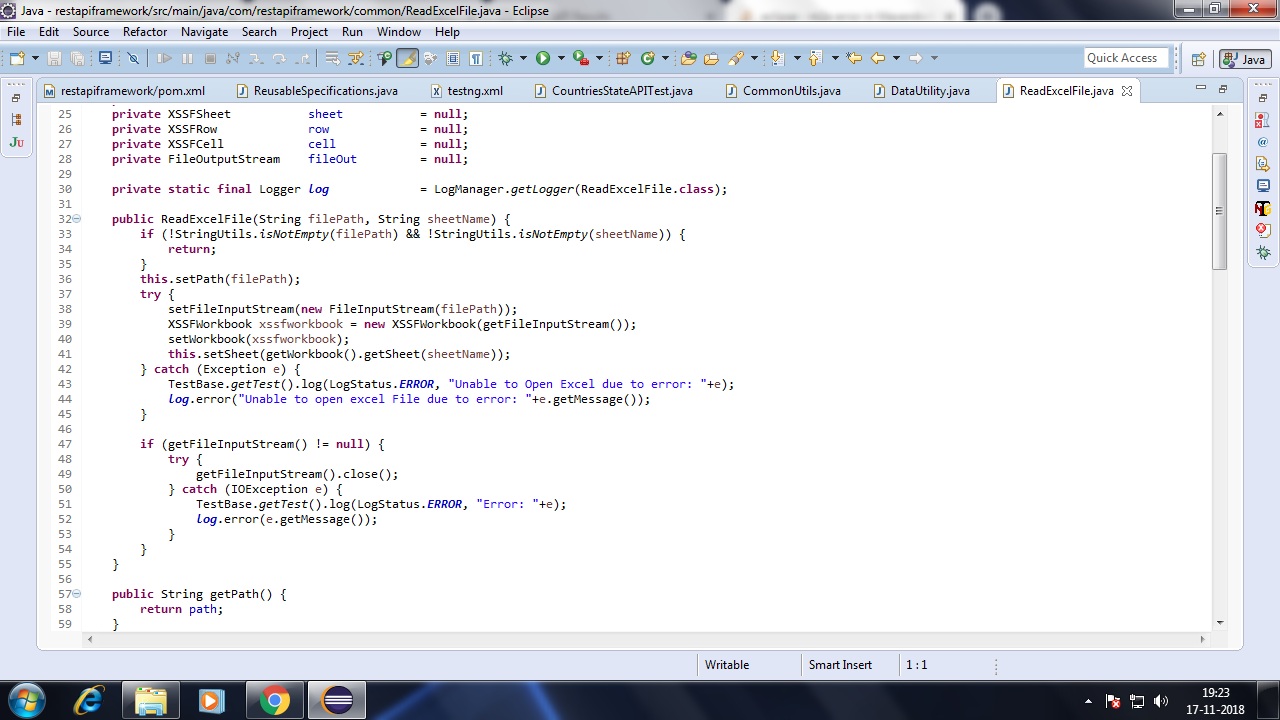 Java - restapiframework/src/main/java/com/restapiframework/common/ReadExcelFile.java - Eclipse
File Edit Source Refactor Navigate Search Project Run Window Help
Quick Access Java
restapiframework/pom.xml ReusableSpecifications.java testng.xml COuntriesStateAPITest.java CommonUtils.java DataUtility.java ReadExcelFile.java
25 private XSSFSheet sheet = null;
26 private XSSFRow row = null;
27 private XSSFCell cell = null;
28 private FileOutputStream fileOut = null;
29
30 private static final Logger log = LogManager.getLogger(ReadExcelFile.class);
31
32 public ReadExcelFile(String filePath, String sheetName) {
33 if (!StringUtils.isNotEmpty(filePath) && !StringUtils.isNotEmpty(sheetName)) {
34 return;
35 }
36 this.setPath(filePath);
37 try {
38 setFileInputStream(new FileInputStream(filePath));
39 XSSFWorkbook xssfworkbook = new XSSFWorkbook(getFileInputStream());
40 setWorkbook(xssfworkbook);
41 this.setSheet(getWorkbook().getSheet(sheetName));
42 } catch (Exception e) {
43 TestBase.getTest().log(LogStatus.ERROR, "Unable to Open Excel due to error: "+e);
44 log.error("Unable to open excel File due to error: "+e.getMessage());
45 }
46
47 if (getFileInputStream() != null) {
48 try {
49 getFileInputStream().close();
50 } catch (IOException e) {
51 TestBase.getTest().log(LogStatus.ERROR, "Error: "+e);
52 log.error(e.getMessage());
53 }
54 }
55 }
56
57 public String getPath() {
58 return path;
59 }
Writable Smart Insert 1 : 1
19:23
17-11-2018